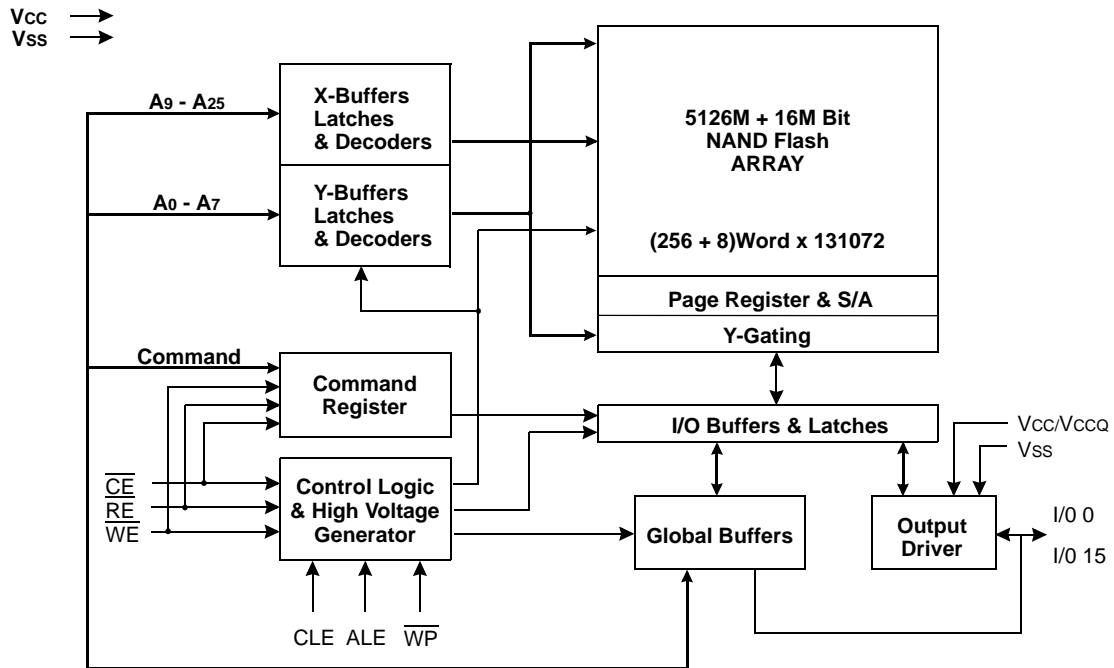 VCC
VSS
A9 - A25
X-Buffers
Latches
& Decoders
A0 - A7
Y-Buffers
Latches
& Decoders
5126M + 16M Bit
NAND Flash
ARRAY
(256 + 8)Word x 131072
Page Register & S/A
Y-Gating
Command
Command
Register
I/O Buffers & Latches
VCC/VCCQ
VSS
CE
RE
WE
Control Logic
& High Voltage
Generator
Global Buffers
Output
Driver
I/0 0
I/0 15
CLE ALE WP